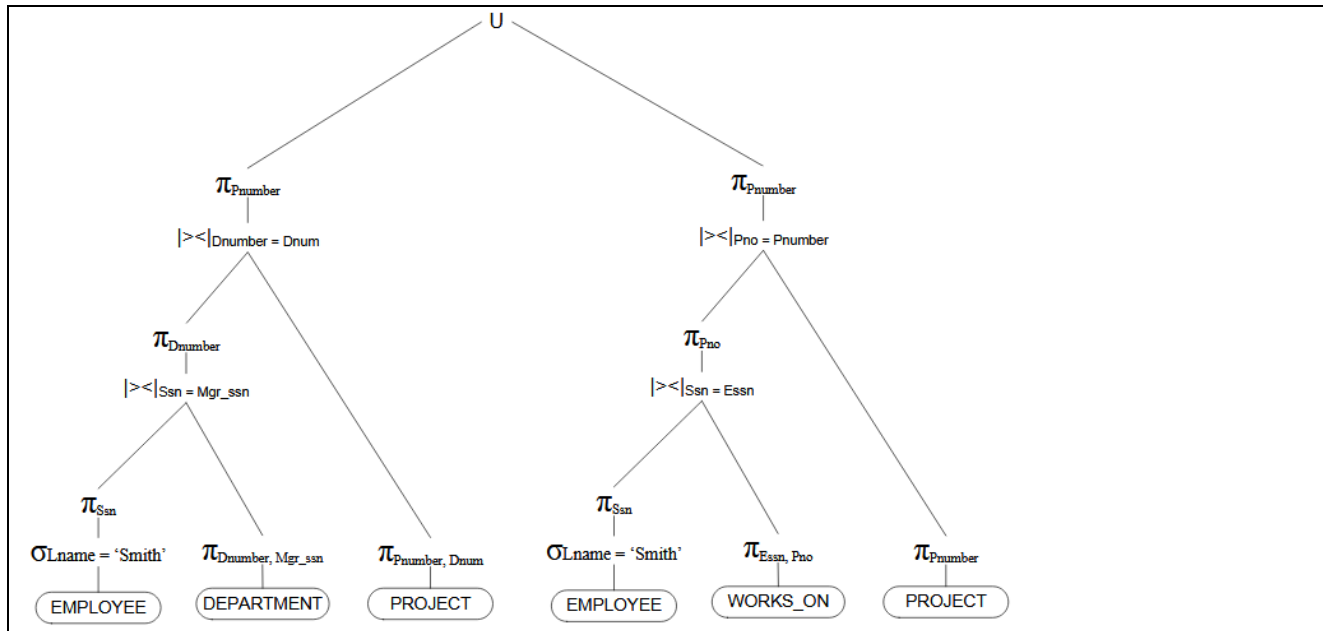 U
πPnumber πPnumber
|><|Dnumber = Dnum |><|Pno = Pnumber
πDnumber πPno
|><|Ssn = Mgr_ssn |><|Ssn = Essn
πSsn πSsn
σLname = ‘Smith’ πDnumber, Mgr_ssn πPnumber, Dnum σLname = ‘Smith’ πEssn, Pno πPnumber
EMPLOYEE DEPARTMENT PROJECT EMPLOYEE WORKS_ON PROJECT